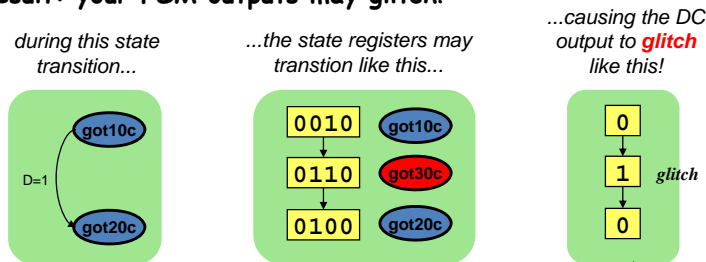 result: your FSM outputs may glitch!
during this state
transition...
...the state registers may
transtion like this...
...causing the DC
output to glitch
like this!
got10c
D=1
got20c
0010
got10c
0110
got30c
0100
got20c
0
1
glitch
0